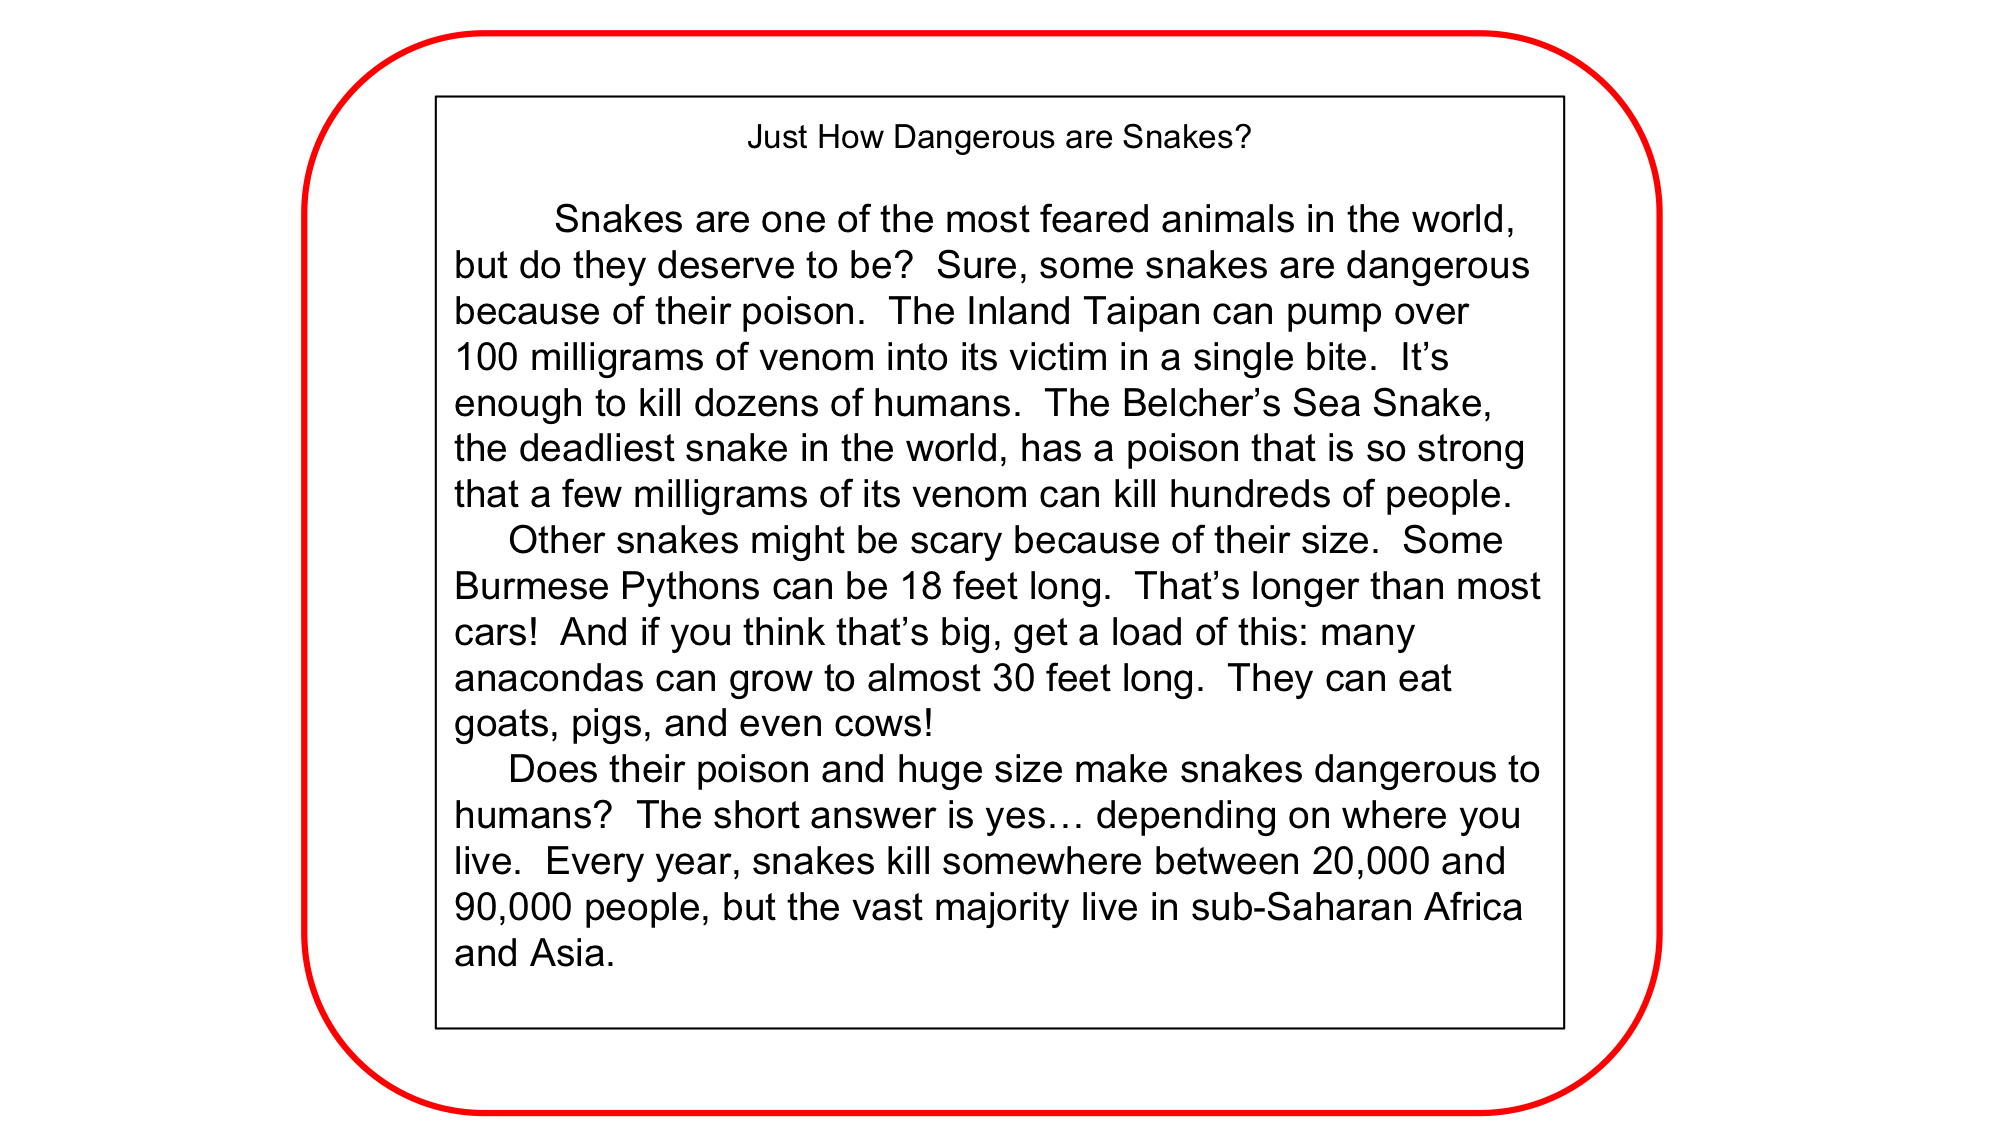 Just How Dangerous are Snakes?
Snakes are one of the most feared animals in the world,
but do they deserve to be?  Sure, some snakes are dangerous
because of their poison.  The Inland Taipan can pump over
100 milligrams of venom into its victim in a single bite.  It’s
enough to kill dozens of humans.  The Belcher’s Sea Snake,
the deadliest snake in the world, has a poison that is so strong
that a few milligrams of its venom can kill hundreds of people.
Other snakes might be scary because of their size.  Some
Burmese Pythons can be 18 feet long.  That’s longer than most
cars!  And if you think that’s big, get a load of this: many
anacondas can grow to almost 30 feet long.  They can eat
goats, pigs, and even cows!
Does their poison and huge size make snakes dangerous to
humans?  The short answer is yes… depending on where you
live.  Every year, snakes kill somewhere between 20,000 and
90,000 people, but the vast majority live in sub-Saharan Africa
and Asia.